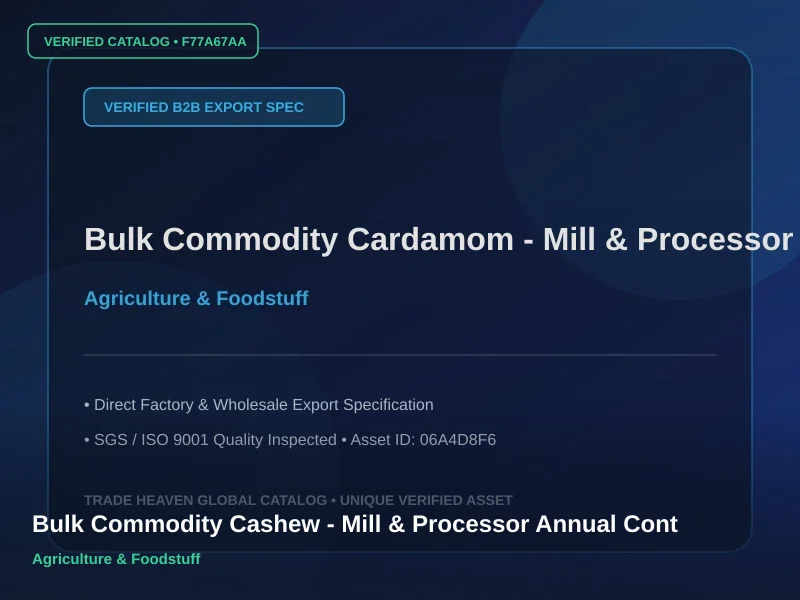 VERIFIED CATALOG • F77A67AA
VERIFIED B2B EXPORT SPEC
Bulk Commodity Cardamom - Mill & Processor
Agriculture & Foodstuff
• Direct Factory & Wholesale Export Specification
• SGS / ISO 9001 Quality Inspected • Asset ID: 06A4D8F6
TRADE HEAVEN GLOBAL CATALOG • UNIQUE VERIFIED ASSET
Bulk Commodity Cashew - Mill & Processor Annual Cont
Agriculture & Foodstuff